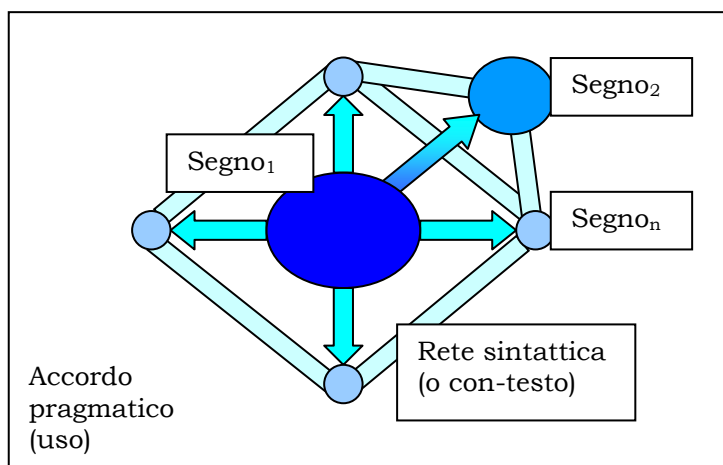 Segno₂
Segno₁
Segnoₙ
Rete sintattica
(o con-testo)
Accordo
pragmatico
(uso)